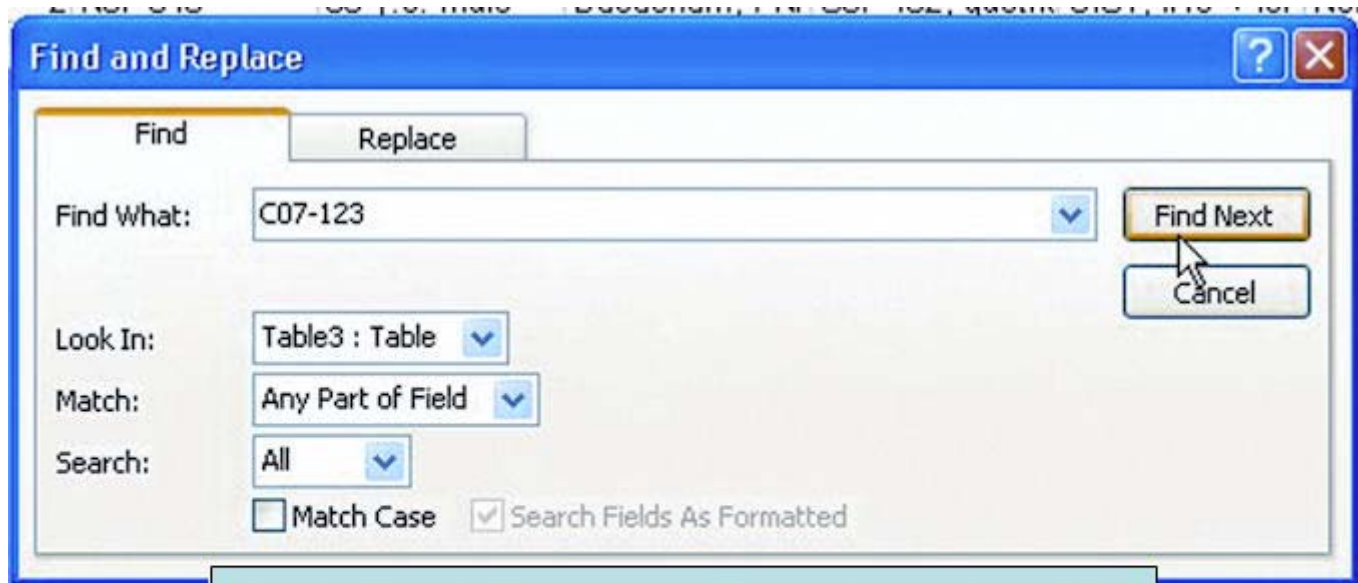 Find and Replace
Find
Replace
Find What:
C07-123
Find Next
Cancel
Look In:
Table3 : Table
Match:
Any Part of Field
Search:
All
Match Case
Search Fields As Formatted